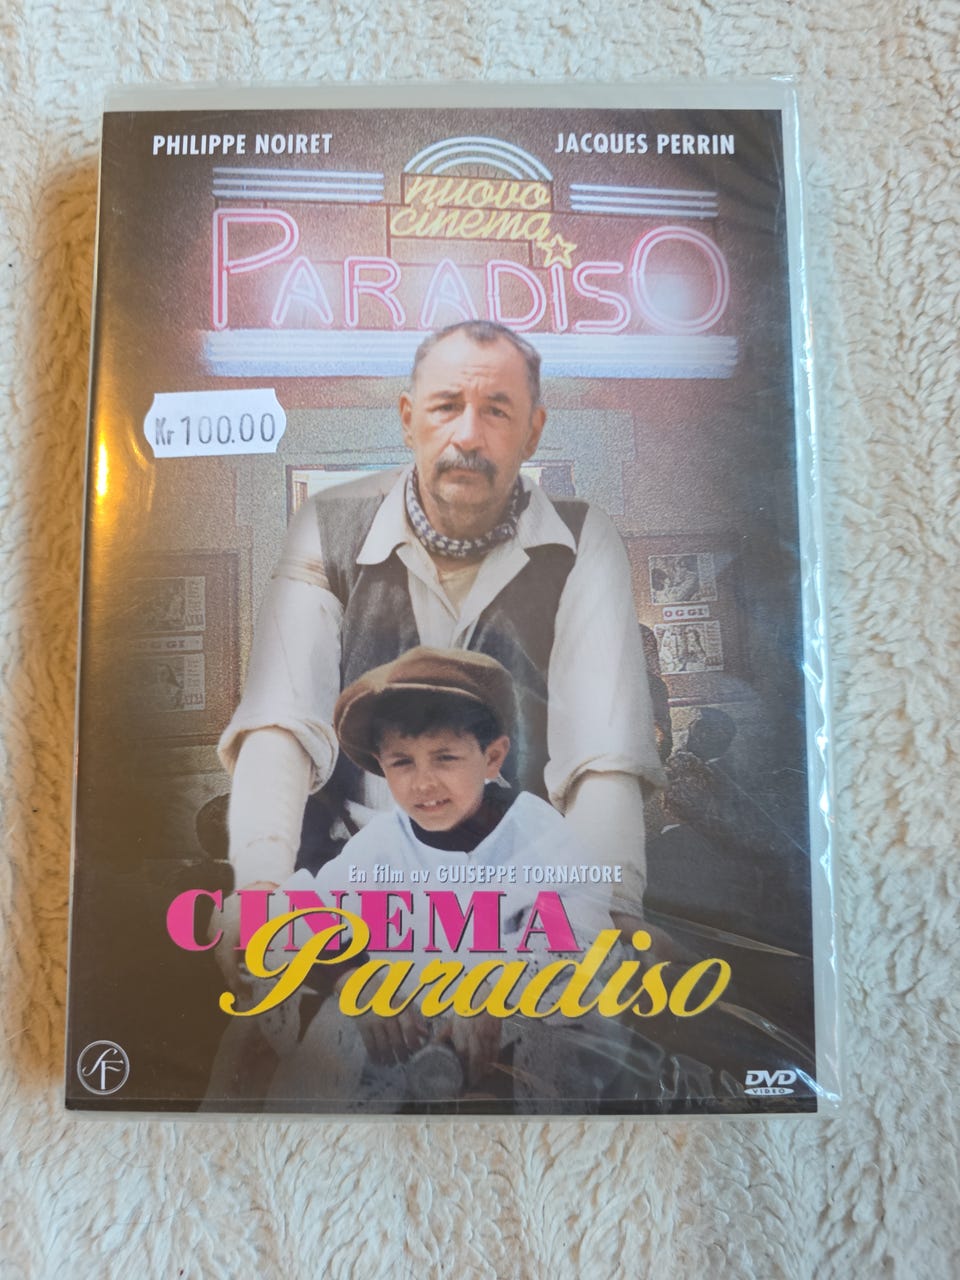 PHILIPPE NOIRET
JACQUES PERRIN
nuovo
cinema
PARADISO
Kr 100.00
OGGI
OGGI
En film av GUISEPPE TORNATORE
CINEMA
Paradiso
SF
DVD
VIDEO